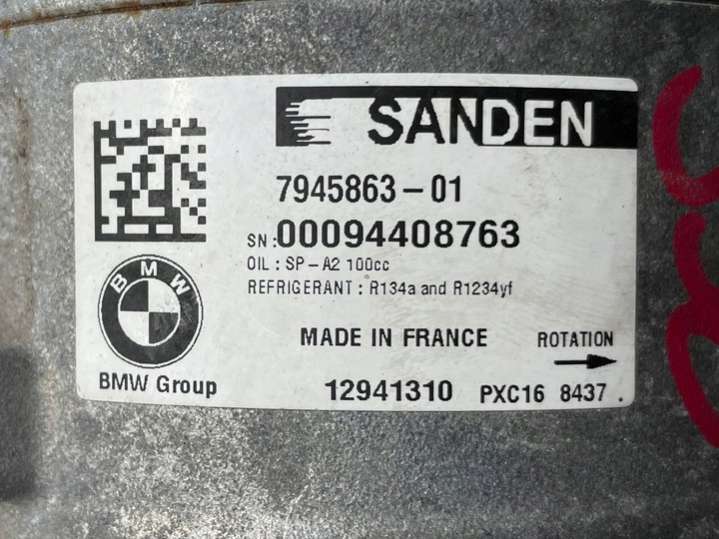 SANDEN
7945863-01
SN:00094408763
OIL : SP-A2 100cc
REFRIGERANT : R134a and R1234yf
BMW
MADE IN FRANCE
ROTATION
BMW Group
12941310 PXC16 8437 .